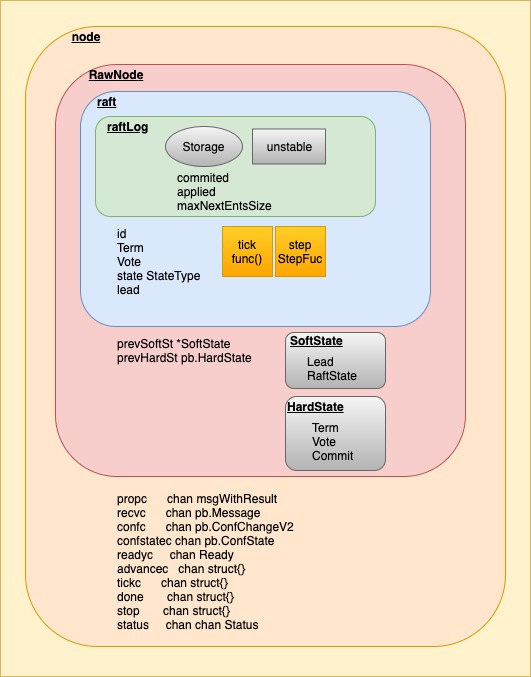 node
RawNode
raft
raftLog
Storage
unstable
commited
applied
maxNextEntsSize
id
Term
Vote
state StateType
lead
tick
func()
step
StepFuc
prevSoftSt *SoftState
prevHardSt pb.HardState
SoftState
Lead
RaftState
HardState
Term
Vote
Commit
propc chan msgWithResult
recvc chan pb.Message
confc chan pb.ConfChangeV2
confstatec chan pb.ConfState
readyc chan Ready
advancec chan struct{}
tickc chan struct{}
done chan struct{}
stop chan struct{}
status chan chan Status